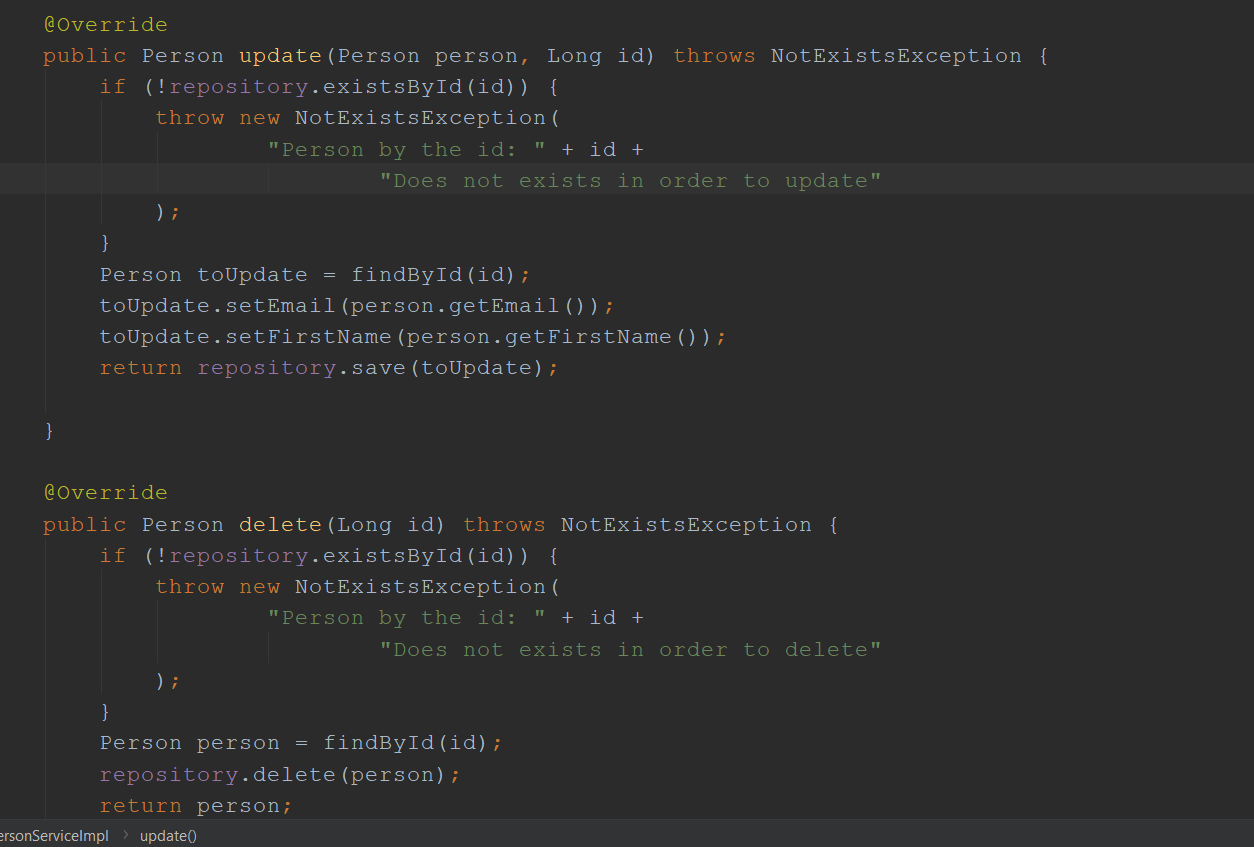 @Override
public Person update(Person person, Long id) throws NotExistsException {
if (!repository.existsById(id)) {
throw new NotExistsException(
"Person by the id: " + id +
"Does not exists in order to update"
);
}
Person toUpdate = findById(id);
toUpdate.setEmail(person.getEmail());
toUpdate.setFirstName(person.getFirstName());
return repository.save(toUpdate);
}
@Override
public Person delete(Long id) throws NotExistsException {
if (!repository.existsById(id)) {
throw new NotExistsException(
"Person by the id: " + id +
"Does not exists in order to delete"
);
}
Person person = findById(id);
repository.delete(person);
return person;
ersonServiceImpl > update()